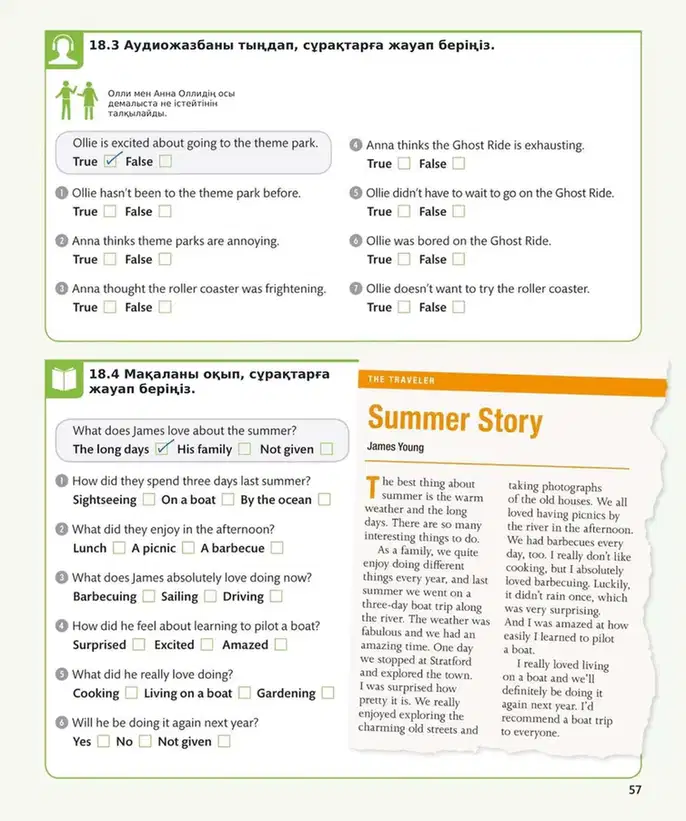 18.3 Аудиожазбаны тыңдап, сұрақтарға жауап беріңіз.
Олли мен Анна Оллидің осы
демалыста не істейтінін
талқылайды.
Ollie is excited about going to the theme park.
True False
1 Ollie hasn't been to the theme park before.
True False
2 Anna thinks theme parks are annoying.
True False
3 Anna thought the roller coaster was frightening.
True False
4 Anna thinks the Ghost Ride is exhausting.
True False
5 Ollie didn't have to wait to go on the Ghost Ride.
True False
6 Ollie was bored on the Ghost Ride.
True False
7 Ollie doesn't want to try the roller coaster.
True False
18.4 Мақаланы оқып, сұрақтарға
жауап беріңіз.
What does James love about the summer?
The long days His family Not given
1 How did they spend three days last summer?
Sightseeing On a boat By the ocean
2 What did they enjoy in the afternoon?
Lunch A picnic A barbecue
3 What does James absolutely love doing now?
Barbecuing Sailing Driving
4 How did he feel about learning to pilot a boat?
Surprised Excited Amazed
5 What did he really love doing?
Cooking Living on a boat Gardening
6 Will he be doing it again next year?
Yes No Not given
THE TRAVELER
Summer Story
James Young
The best thing about
summer is the warm
weather and the long
days. There are so many
interesting things to do.
As a family, we quite
enjoy doing different
things every year, and last
summer we went on a
three-day boat trip along
the river. The weather was
fabulous and we had an
amazing time. One day
we stopped at Stratford
and explored the town.
I was surprised how
pretty it is. We really
enjoyed exploring the
charming old streets and
taking photographs
of the old houses. We all
loved having picnics by
the river in the afternoon.
We had barbecues every
day, too. I really don't like
cooking, but I absolutely
loved barbecuing. Luckily,
it didn't rain once, which
was very surprising.
And I was amazed at how
easily I learned to pilot
a boat.
I really loved living
on a boat and we'll
definitely be doing it
again next year. I'd
recommend a boat trip
to everyone.
57